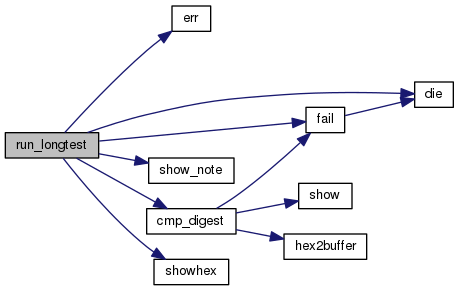 err
die
fail
run_longtest
show_note
show
cmp_digest
hex2buffer
showhex